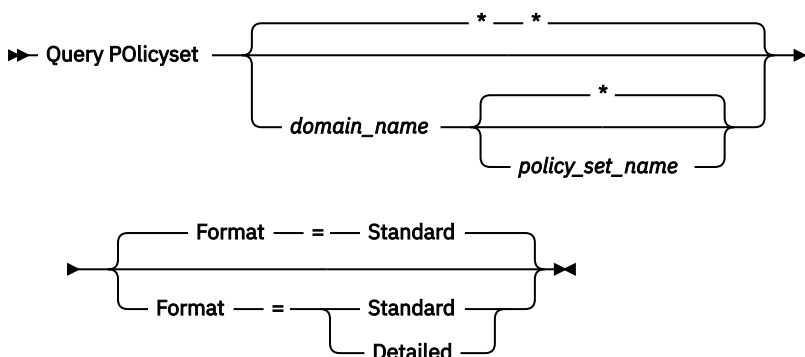 * *
Query POlicyset
*
domain_name
policy_set_name
Format = Standard
Format = Standard
Detailed